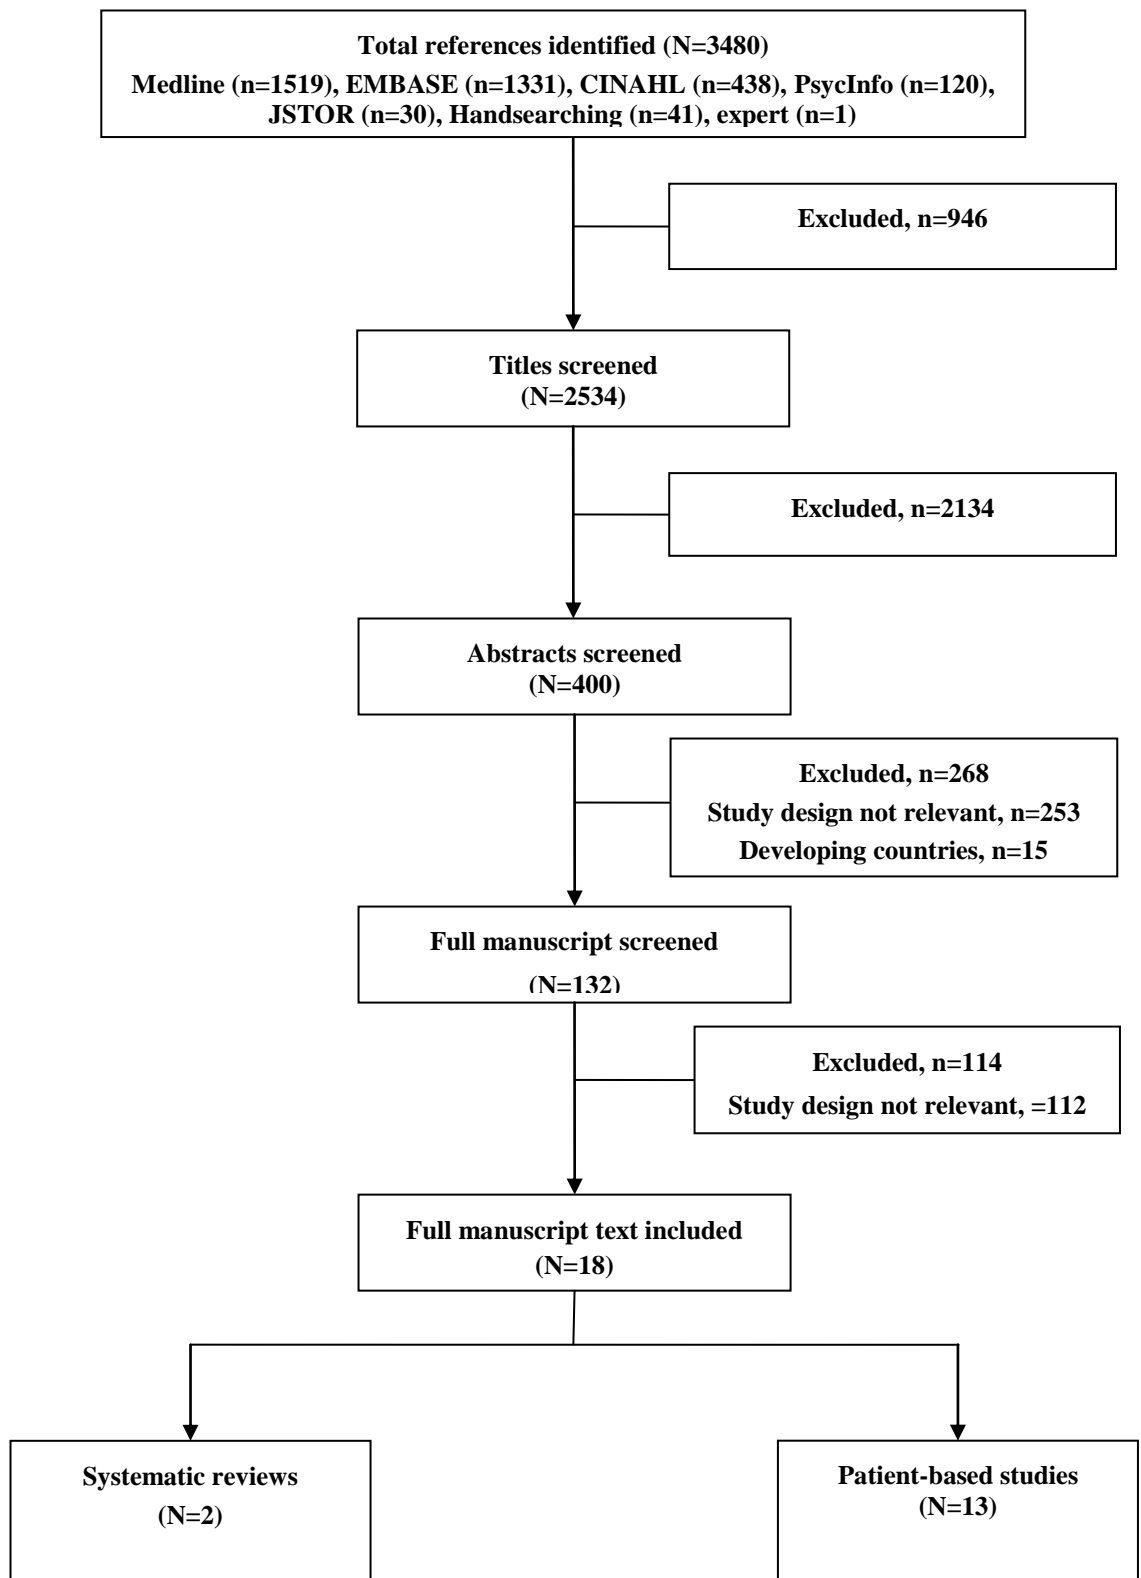 Total references identified (N=3480)
Medline (n=1519), EMBASE (n=1331), CINAHL (n=438), PsycInfo (n=120),
JSTOR (n=30), Handsearching (n=41), expert (n=1)
Excluded, n=946
Titles screened
(N=2534)
Excluded, n=2134
Abstracts screened
(N=400)
Excluded, n=268
Study design not relevant, n=253
Developing countries, n=15
Full manuscript screened
(N=132)
Excluded, n=114
Study design not relevant, =112
Full manuscript text included
(N=18)
Systematic reviews
(N=2)
Patient-based studies
(N=13)